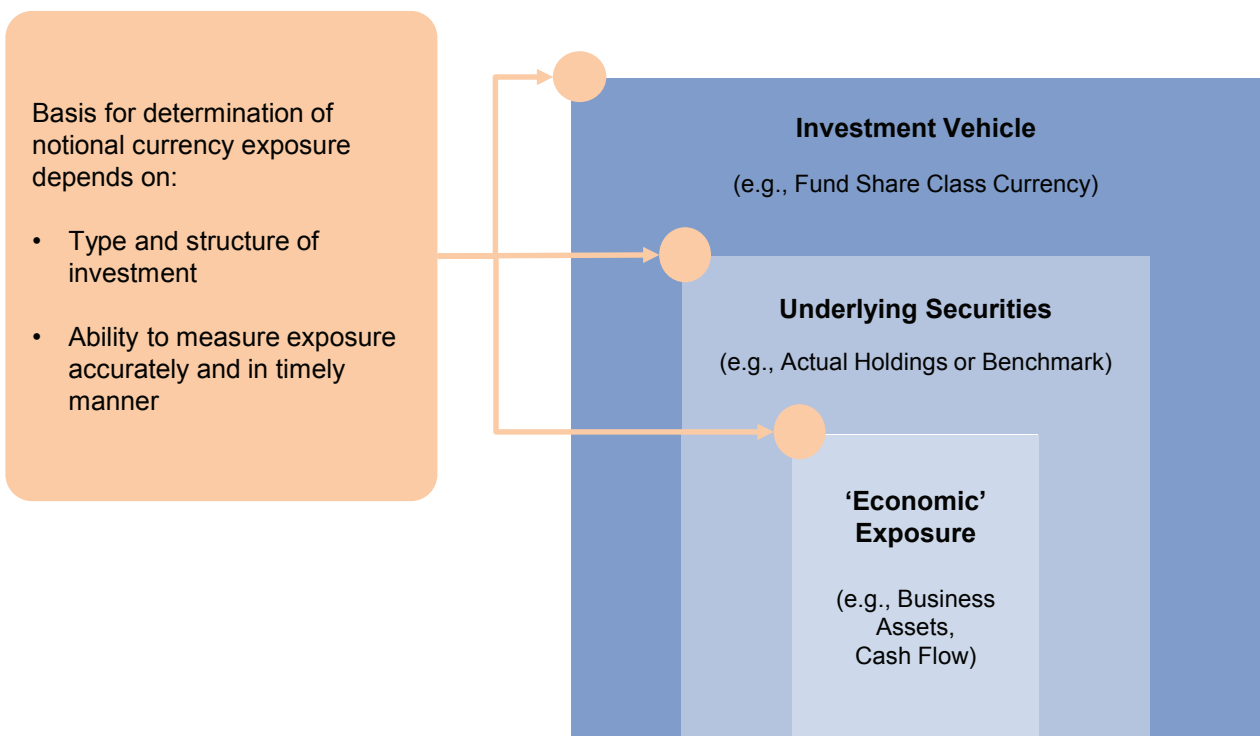 Basis for determination of
notional currency exposure
depends on:
• Type and structure of
investment
• Ability to measure exposure
accurately and in timely
manner
Investment Vehicle
(e.g., Fund Share Class Currency)
Underlying Securities
(e.g., Actual Holdings or Benchmark)
‘Economic’
Exposure
(e.g., Business
Assets,
Cash Flow)